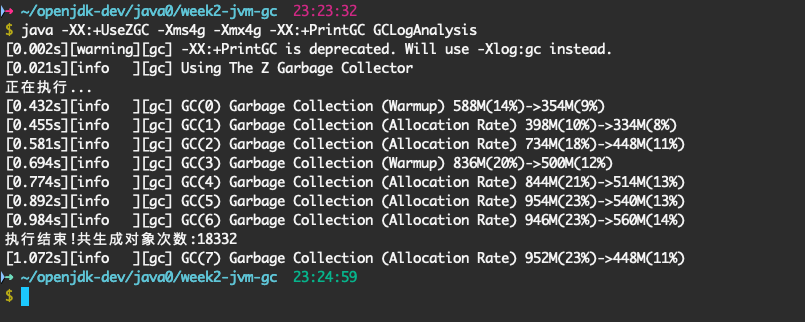 → ~/openjdk-dev/java0/week2-jvm-gc 23:23:32
$ java -XX:+UseZGC -Xms4g -Xmx4g -XX:+PrintGC GCLogAnalysis
[0.002s][warning][gc] -XX:+PrintGC is deprecated. Will use -Xlog:gc instead.
[0.021s][info   ][gc] Using The Z Garbage Collector
正在执行...
[0.432s][info   ][gc] GC(0) Garbage Collection (Warmup) 588M(14%)->354M(9%)
[0.455s][info   ][gc] GC(1) Garbage Collection (Allocation Rate) 398M(10%)->334M(8%)
[0.581s][info   ][gc] GC(2) Garbage Collection (Allocation Rate) 734M(18%)->448M(11%)
[0.694s][info   ][gc] GC(3) Garbage Collection (Warmup) 836M(20%)->500M(12%)
[0.774s][info   ][gc] GC(4) Garbage Collection (Allocation Rate) 844M(21%)->514M(13%)
[0.892s][info   ][gc] GC(5) Garbage Collection (Allocation Rate) 954M(23%)->540M(13%)
[0.984s][info   ][gc] GC(6) Garbage Collection (Allocation Rate) 946M(23%)->560M(14%)
执行结束!共生成对象次数:18332
[1.072s][info   ][gc] GC(7) Garbage Collection (Allocation Rate) 952M(23%)->448M(11%)
→ ~/openjdk-dev/java0/week2-jvm-gc 23:24:59
$